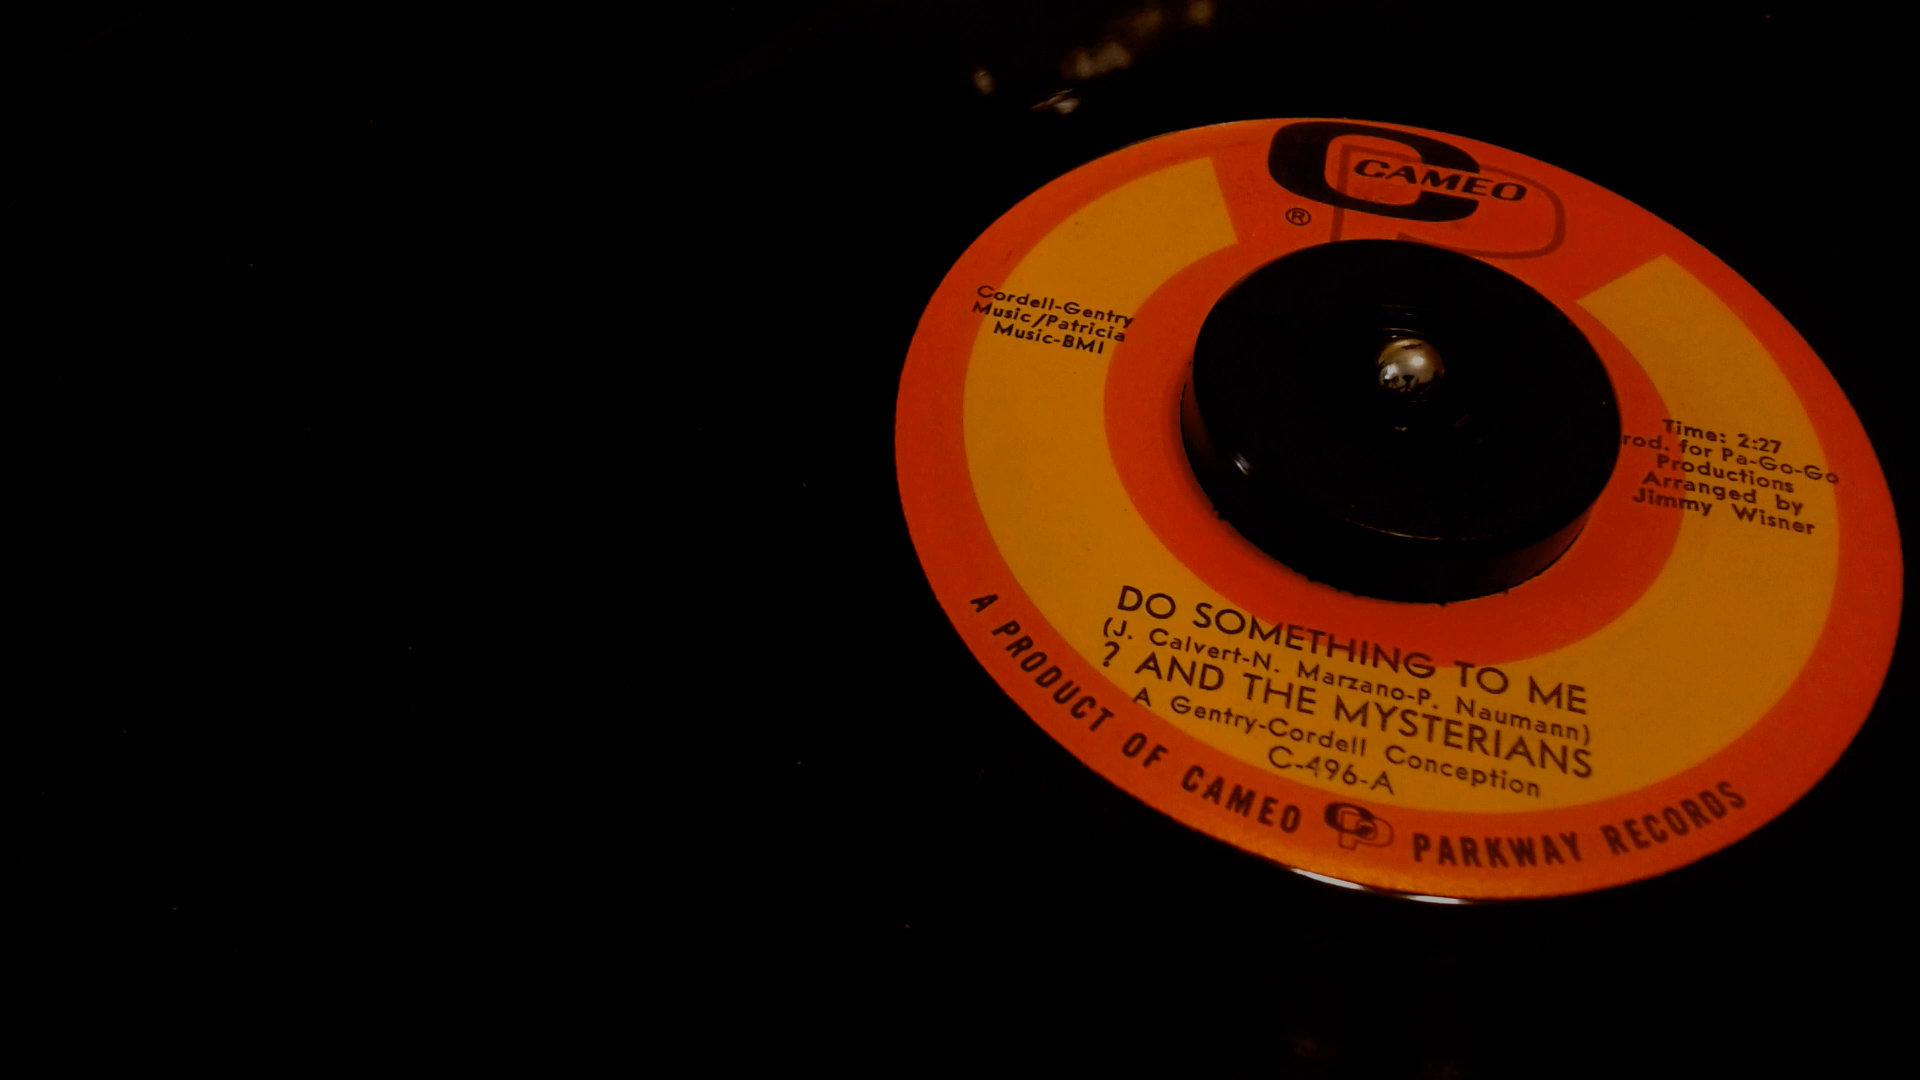 CAMEO
®
Cordell-Gentry
Music/Patricia
Music-BMI
Time: 2:27
rod. for Pa-Go-Go
Productions
Arranged by
Jimmy Wisner
DO SOMETHING TO ME
(J. Calvert-N. Marzano-P. Naumann)
? AND THE MYSTERIANS
A Gentry-Cordell Conception
C-496-A
A PRODUCT OF CAMEO CP PARKWAY RECORDS